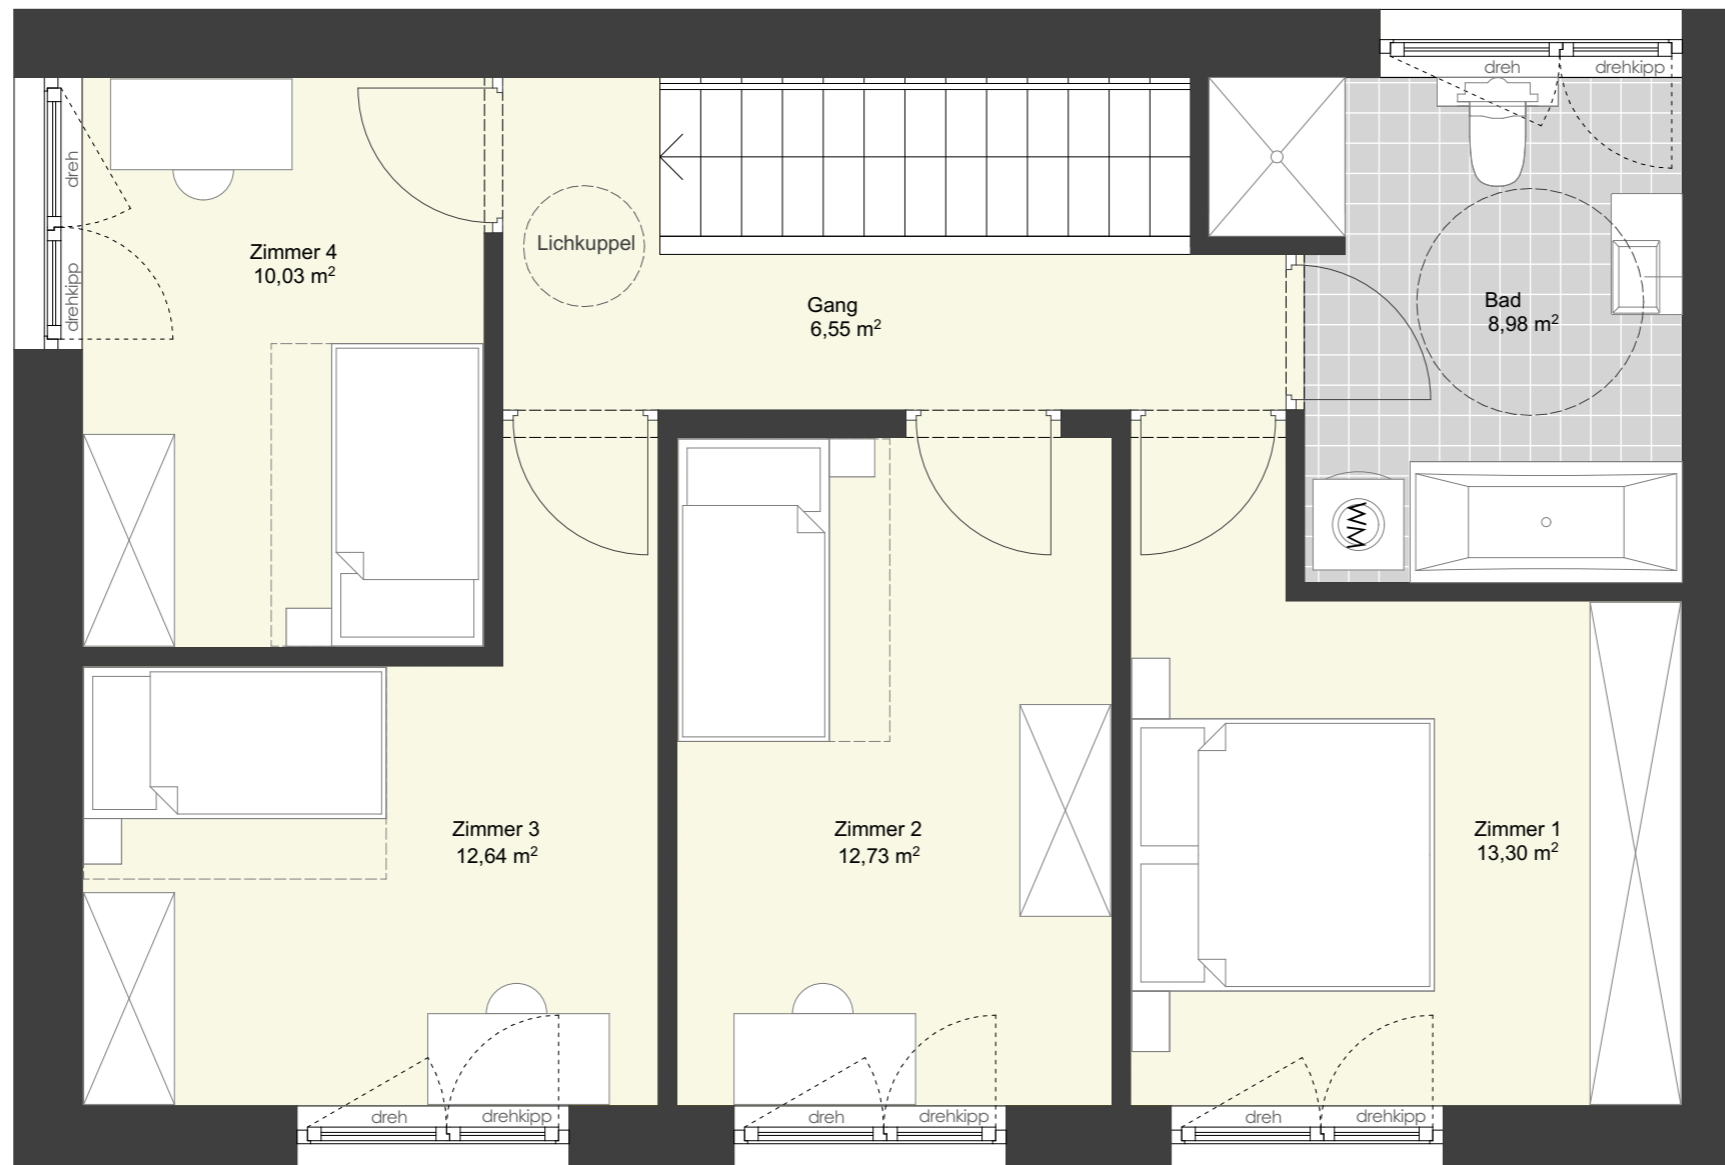 dreh
drehkipp
dreh
drehkipp
Zimmer 4
10,03 m²
Lichkuppel
Gang
6,55 m²
Bad
8,98 m²
WM
Zimmer 3
12,64 m²
Zimmer 2
12,73 m²
Zimmer 1
13,30 m²
dreh
drehkipp
dreh
drehkipp
dreh
drehkipp